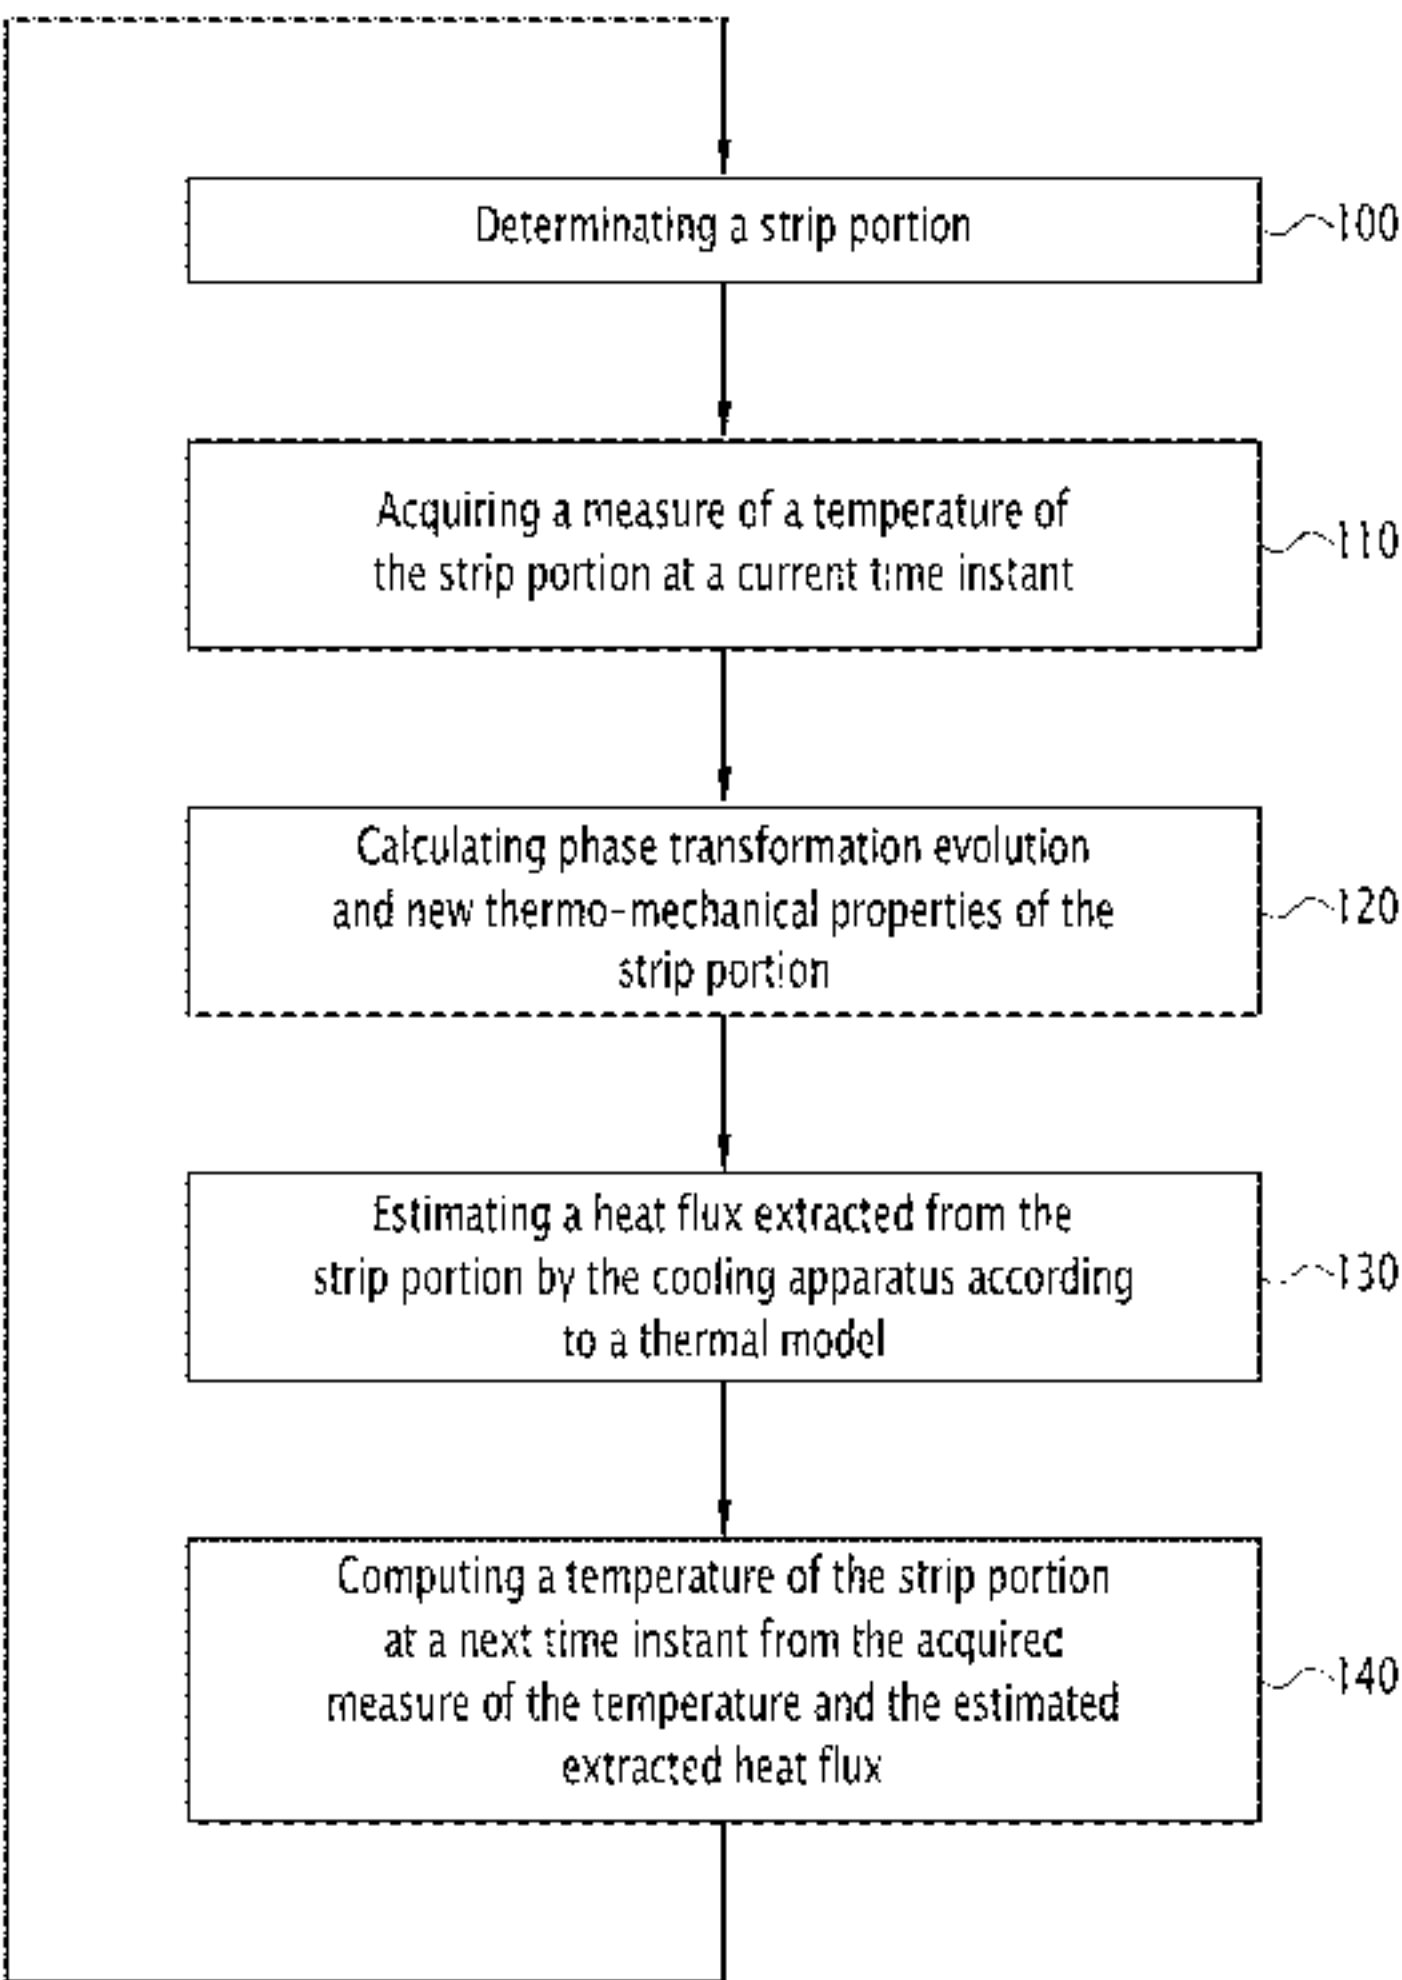 Determinating a strip portion
100
Acquiring a measure of a temperature of
the strip portion at a current time instant
110
Calculating phase transformation evolution
and new thermo-mechanical properties of the
strip portion
120
Estimating a heat flux extracted from the
strip portion by the cooling apparatus according
to a thermal model
130
Computing a temperature of the strip portion
at a next time instant from the acquired
measure of the temperature and the estimated
extracted heat flux
140